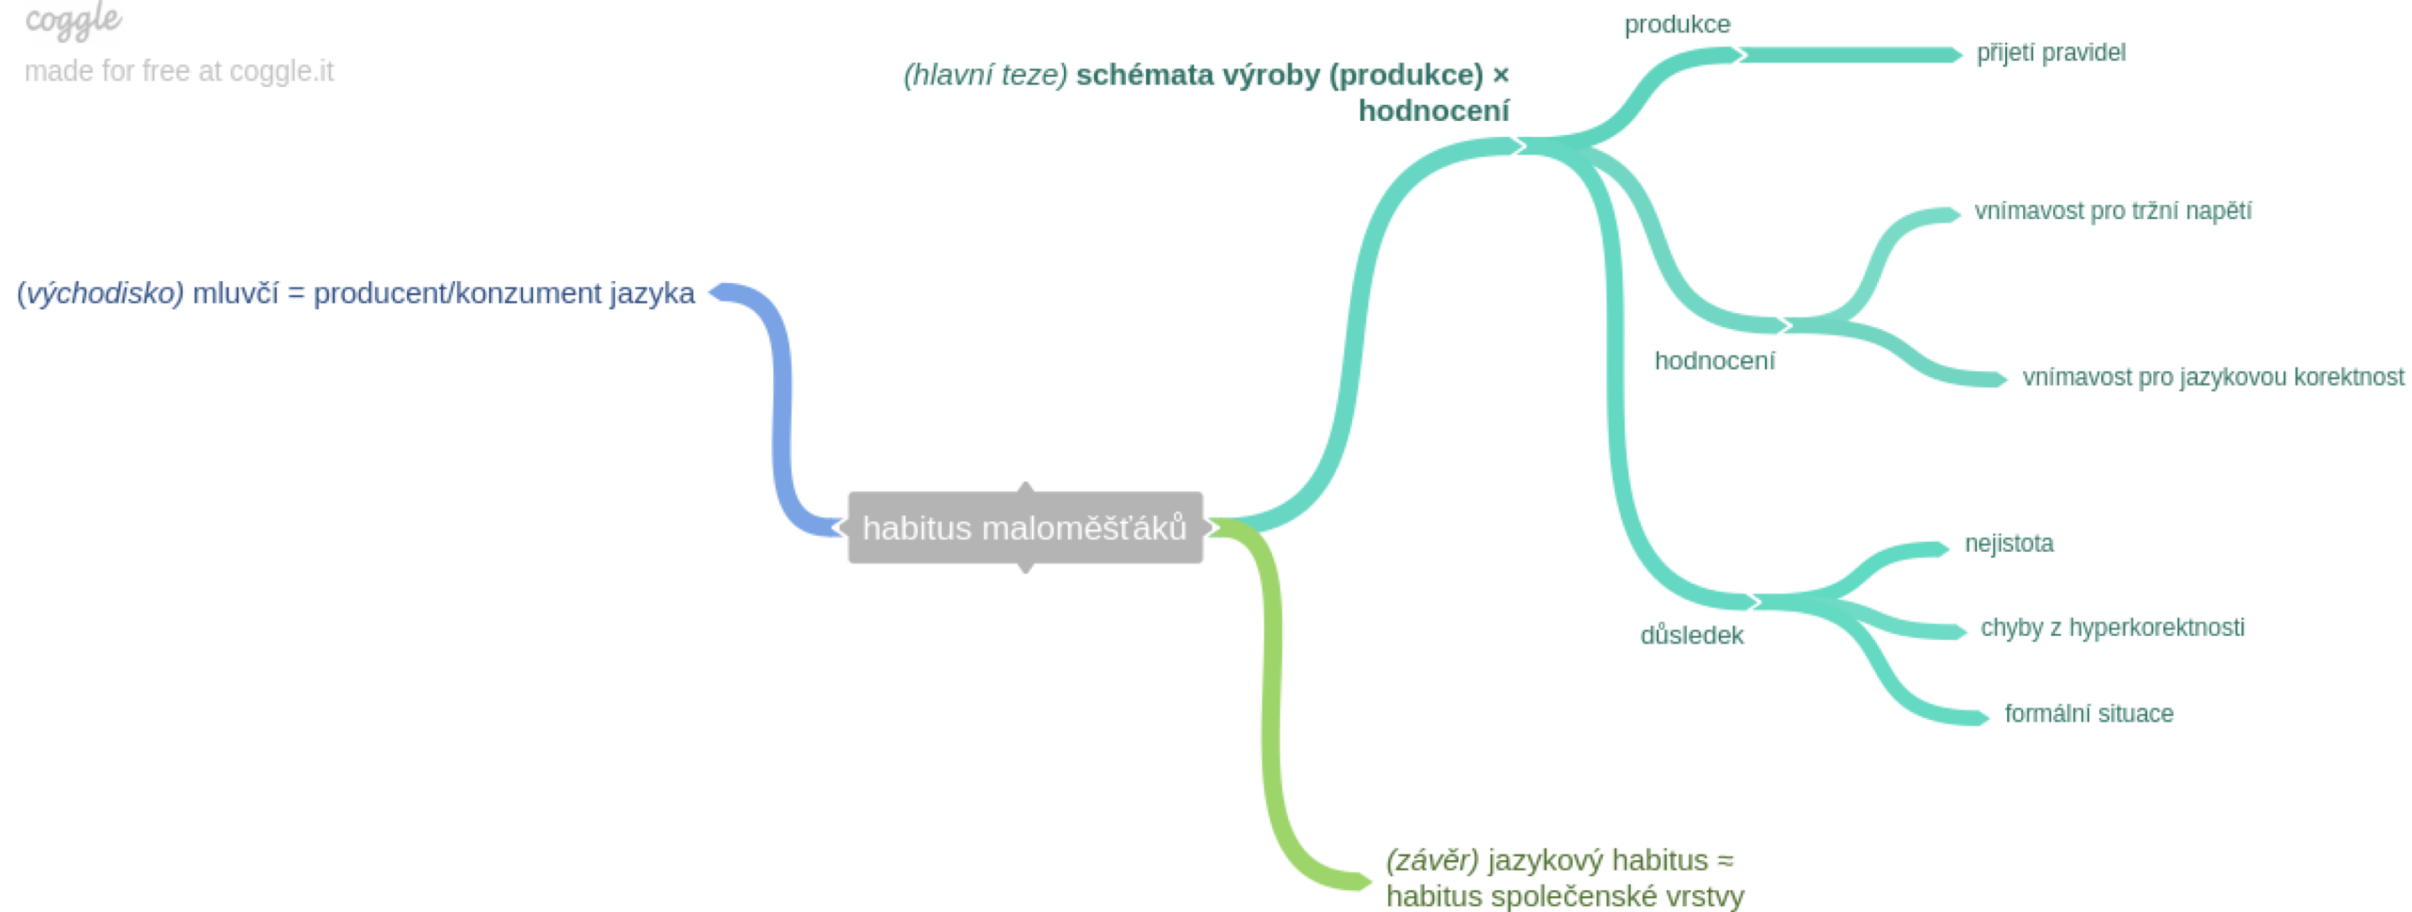 coggle
made for free at coggle.it
(východisko) mluvčí = producent/konzument jazyka
habitus maloměšťáků
(hlavní teze) schémata výroby (produkce) ×
hodnocení
produkce
přijetí pravidel
hodnocení
vnímavost pro tržní napětí
vnímavost pro jazykovou korektnost
důsledek
nejistota
chyby z hyperkorektnosti
formální situace
(závěr) jazykový habitus ≈
habitus společenské vrstvy